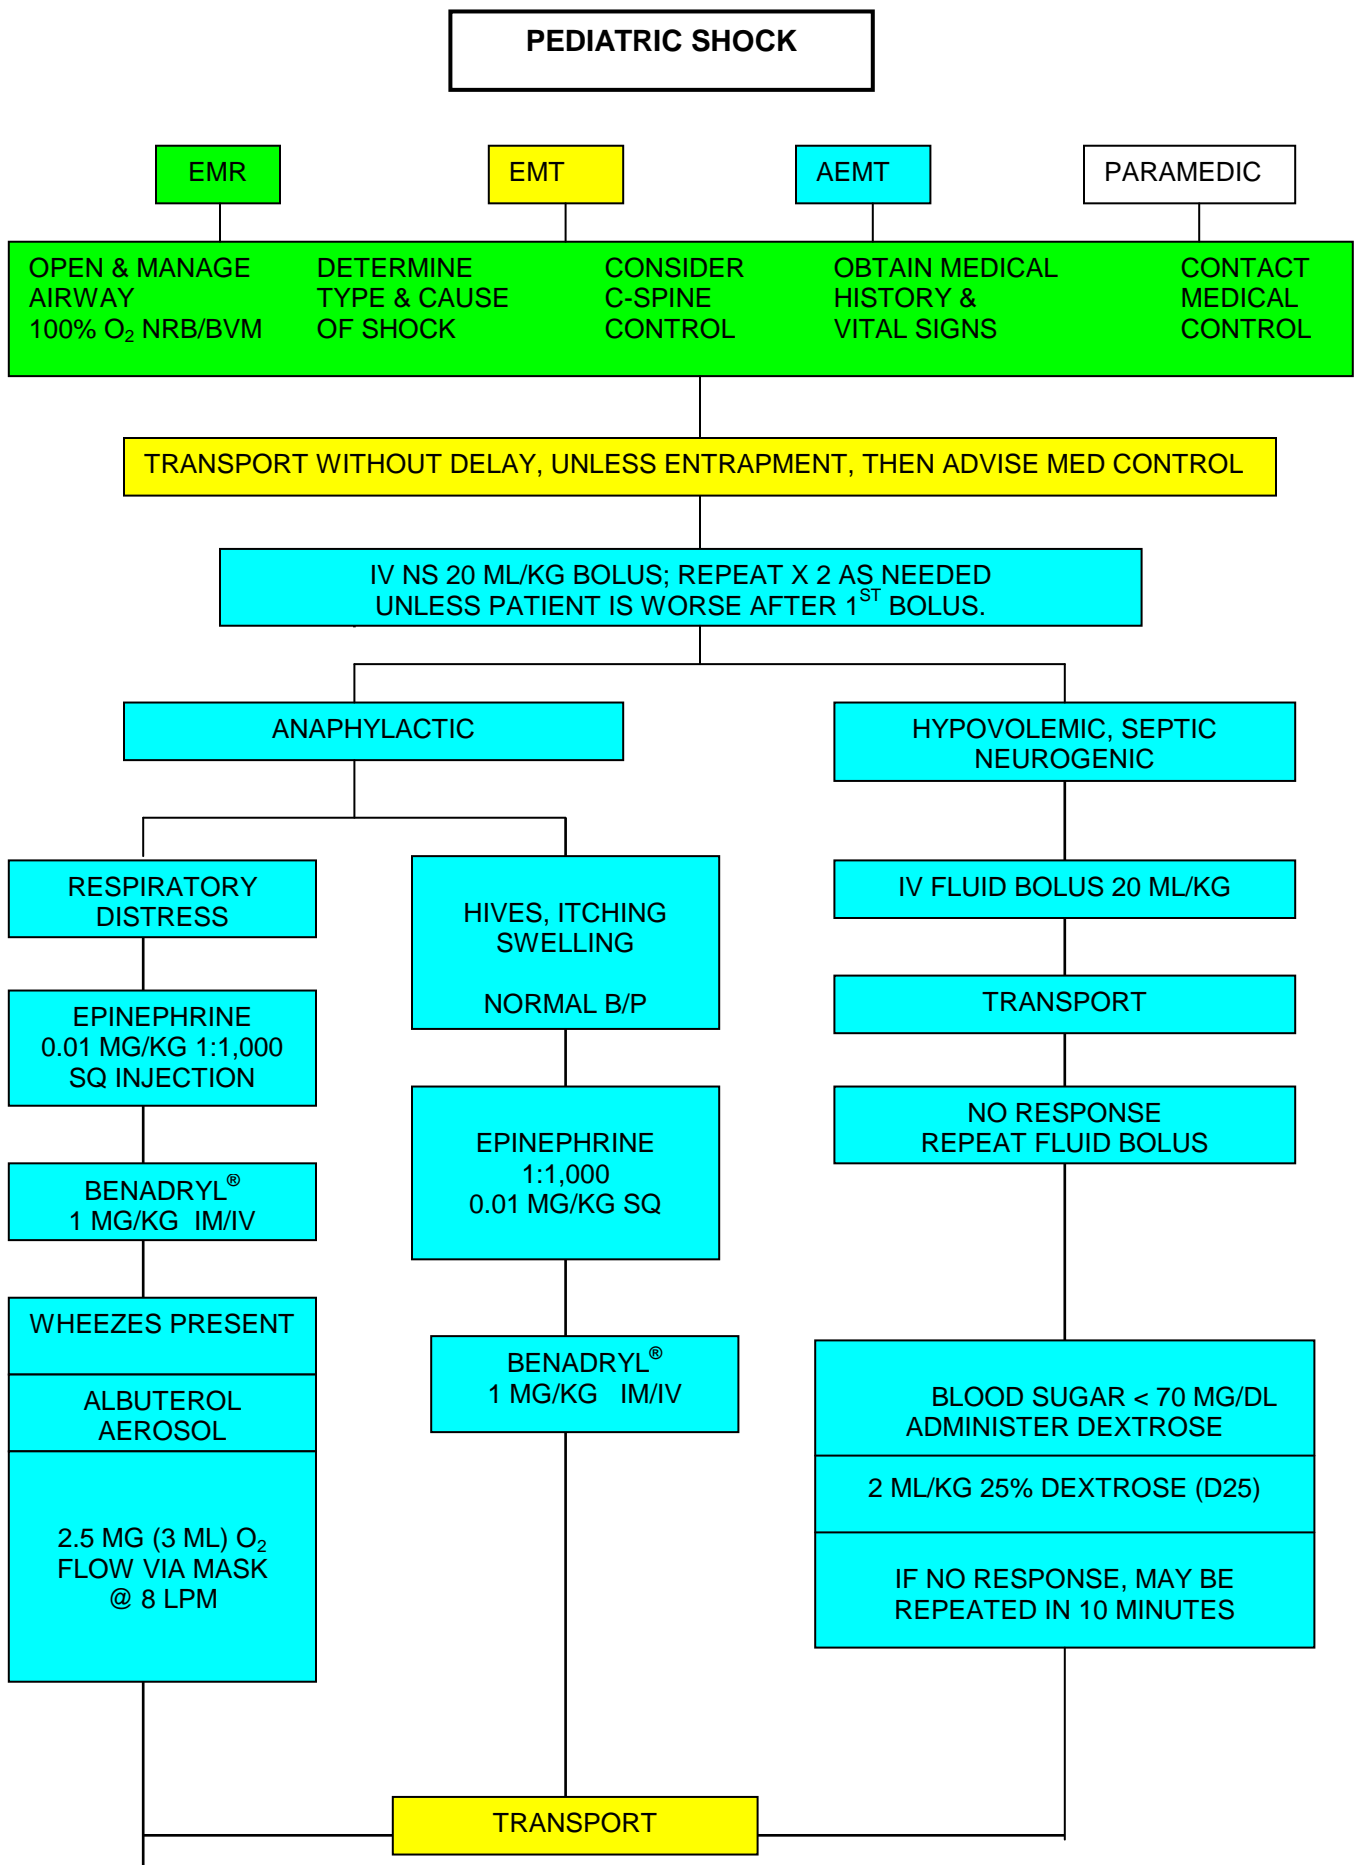 PEDIATRIC SHOCK
EMR
EMT
AEMT
PARAMEDIC
OPEN & MANAGE
AIRWAY
100% O₂ NRB/BVM
DETERMINE
TYPE & CAUSE
OF SHOCK
CONSIDER
C-SPINE
CONTROL
OBTAIN MEDICAL
HISTORY &
VITAL SIGNS
CONTACT
MEDICAL
CONTROL
TRANSPORT WITHOUT DELAY, UNLESS ENTRAPMENT, THEN ADVISE MED CONTROL
IV NS 20 ML/KG BOLUS; REPEAT X 2 AS NEEDED
UNLESS PATIENT IS WORSE AFTER 1ST BOLUS.
ANAPHYLACTIC
RESPIRATORY
DISTRESS
EPINEPHRINE
0.01 MG/KG 1:1,000
SQ INJECTION
BENADRYL®
1 MG/KG IM/IV
WHEEZES PRESENT
ALBUTEROL
AEROSOL
2.5 MG (3 ML) O₂
FLOW VIA MASK
@ 8 LPM
HIVES, ITCHING
SWELLING
NORMAL B/P
EPINEPHRINE
1:1,000
0.01 MG/KG SQ
BENADRYL®
1 MG/KG IM/IV
HYPOVOLEMIC, SEPTIC
NEUROGENIC
IV FLUID BOLUS 20 ML/KG
TRANSPORT
NO RESPONSE
REPEAT FLUID BOLUS
BLOOD SUGAR < 70 MG/DL
ADMINISTER DEXTROSE
2 ML/KG 25% DEXTROSE (D25)
IF NO RESPONSE, MAY BE
REPEATED IN 10 MINUTES
TRANSPORT